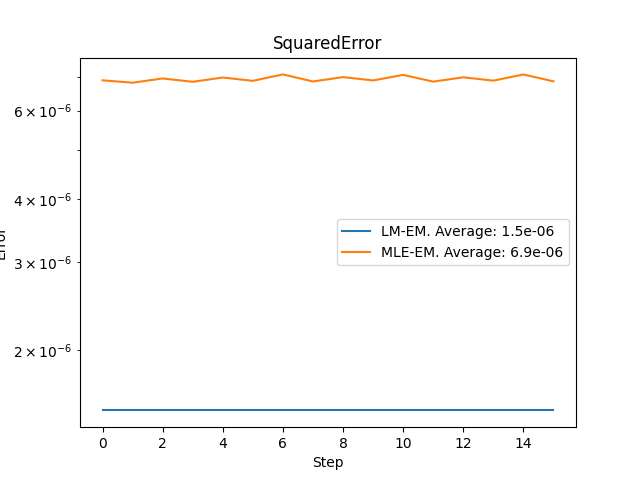 SquaredError
6 × 10⁻⁶
4 × 10⁻⁶
3 × 10⁻⁶
2 × 10⁻⁶
Error
LM-EM. Average: 1.5e-06
MLE-EM. Average: 6.9e-06
0 2 4 6 8 10 12 14
Step